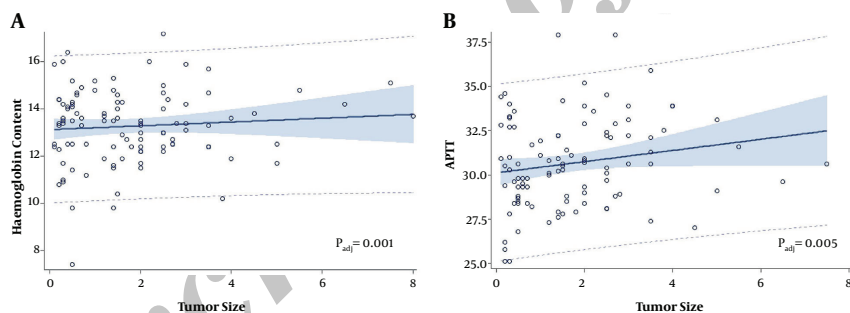 A
Haemoglobin Content
16
14
12
10
8
0
2
4
6
8
P_adj = 0.001
Tumor Size
B
APTT
37.5
35.0
32.5
30.0
27.5
25.0
0
2
4
6
8
P_adj = 0.005
Tumor Size